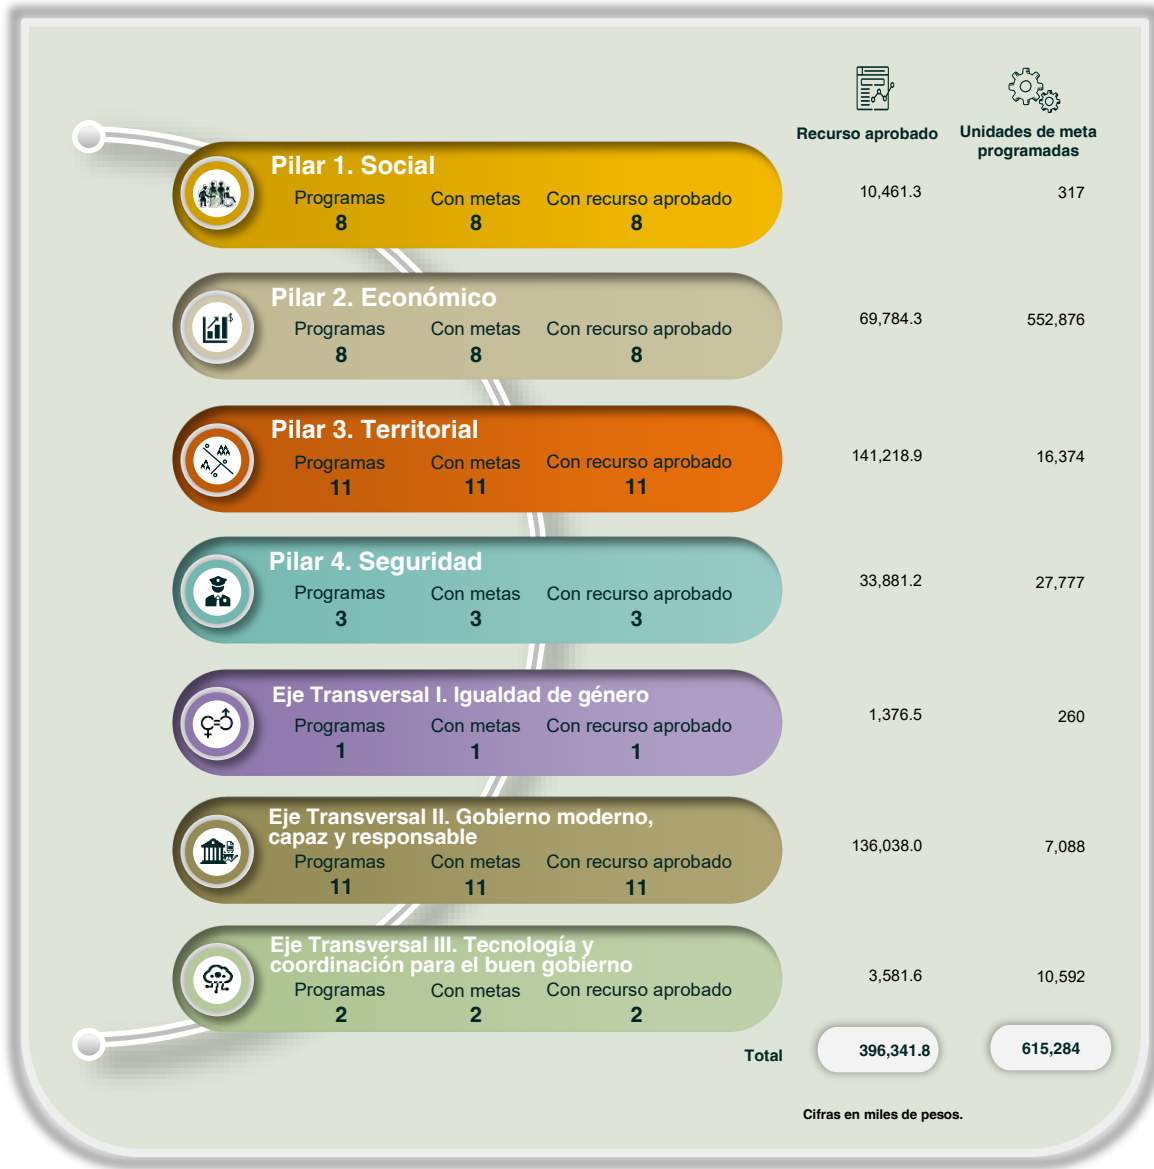 Recurso aprobado
Unidades de meta
programadas
Pilar 1. Social
Programas Con metas Con recurso aprobado
8 8 8
10,461.3 317
Pilar 2. Económico
Programas Con metas Con recurso aprobado
8 8 8
69,784.3 552,876
Pilar 3. Territorial
Programas Con metas Con recurso aprobado
11 11 11
141,218.9 16,374
Pilar 4. Seguridad
Programas Con metas Con recurso aprobado
3 3 3
33,881.2 27,777
Eje Transversal I. Igualdad de género
Programas Con metas Con recurso aprobado
1 1 1
1,376.5 260
Eje Transversal II. Gobierno moderno,
capaz y responsable
Programas Con metas Con recurso aprobado
11 11 11
136,038.0 7,088
Eje Transversal III. Tecnología y
coordinación para el buen gobierno
Programas Con metas Con recurso aprobado
2 2 2
3,581.6 10,592
Total 396,341.8 615,284
Cifras en miles de pesos.